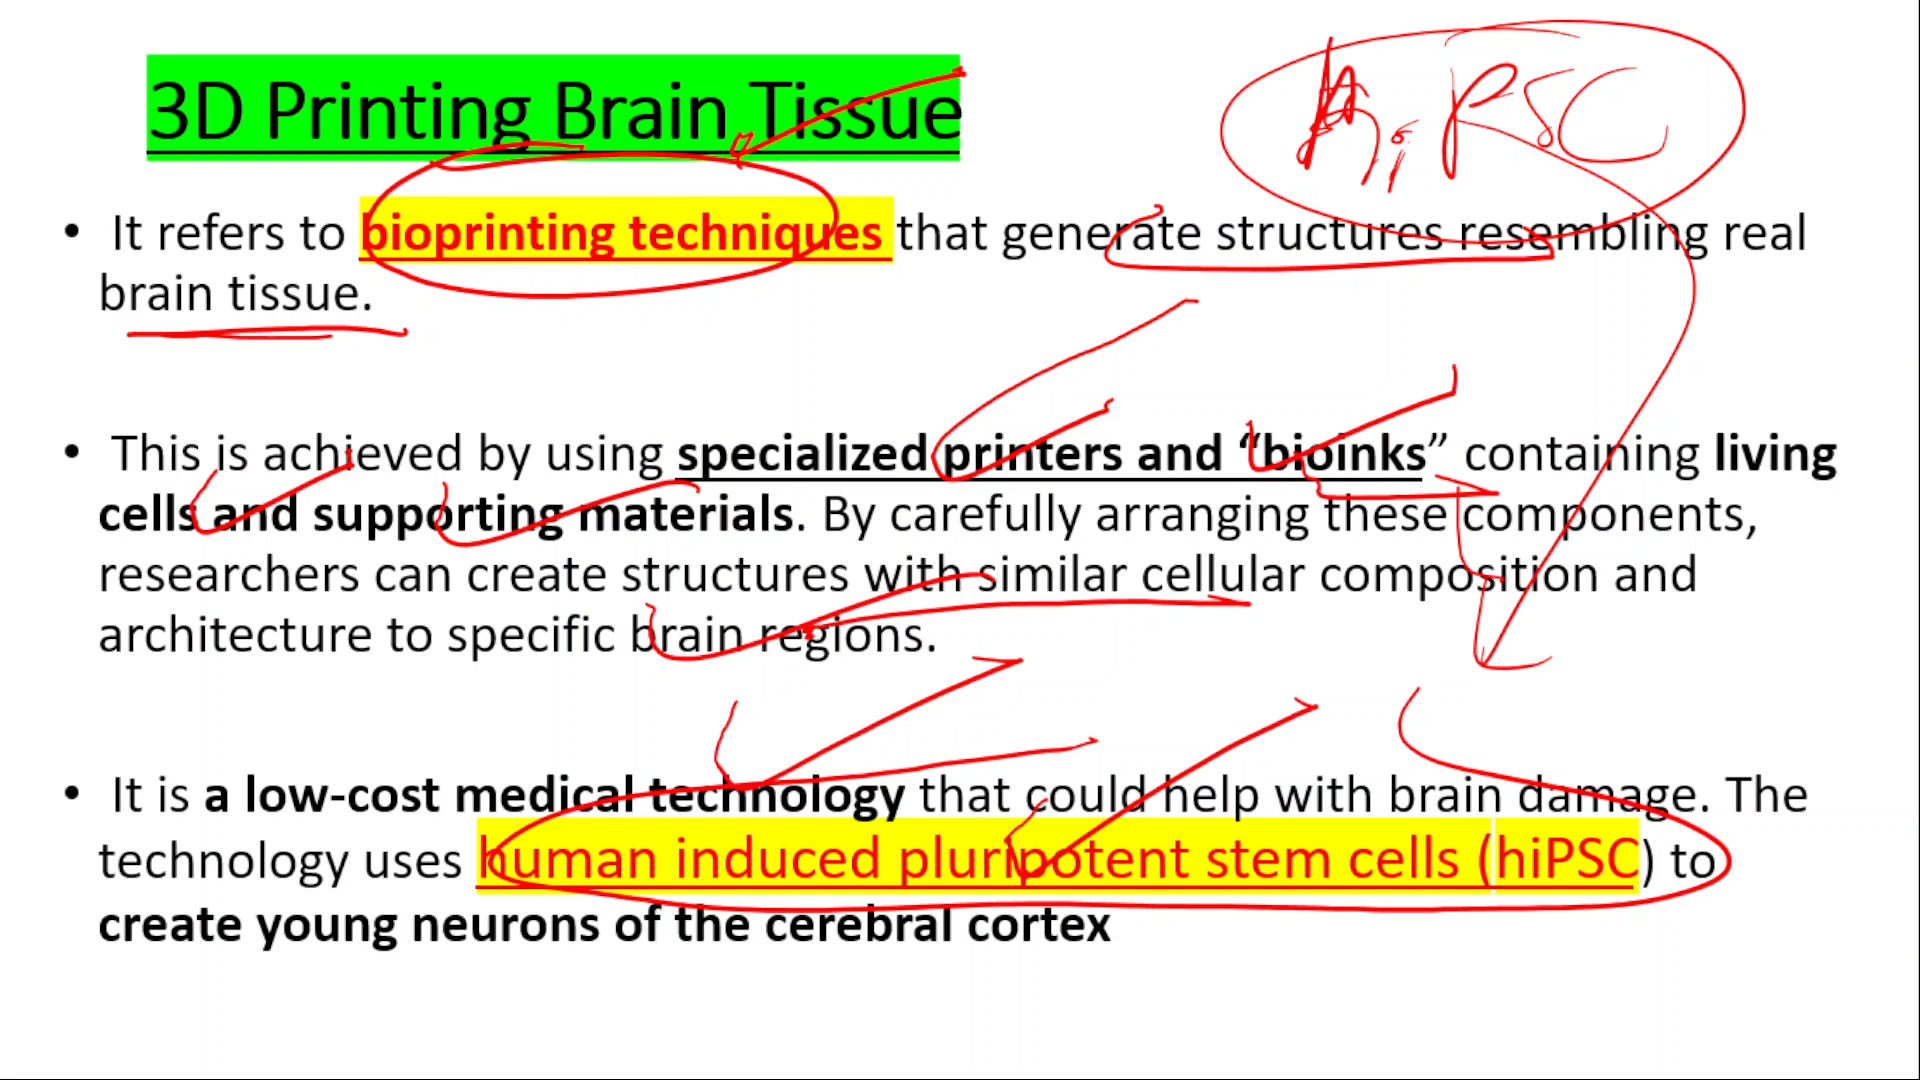 3D Printing Brain Tissue
hiPSC
• It refers to bioprinting techniques that generate structures resembling real
brain tissue.
• This is achieved by using specialized printers and “bioinks” containing living
cells and supporting materials. By carefully arranging these components,
researchers can create structures with similar cellular composition and
architecture to specific brain regions.
• It is a low-cost medical technology that could help with brain damage. The
technology uses human induced pluripotent stem cells (hiPSC) to
create young neurons of the cerebral cortex